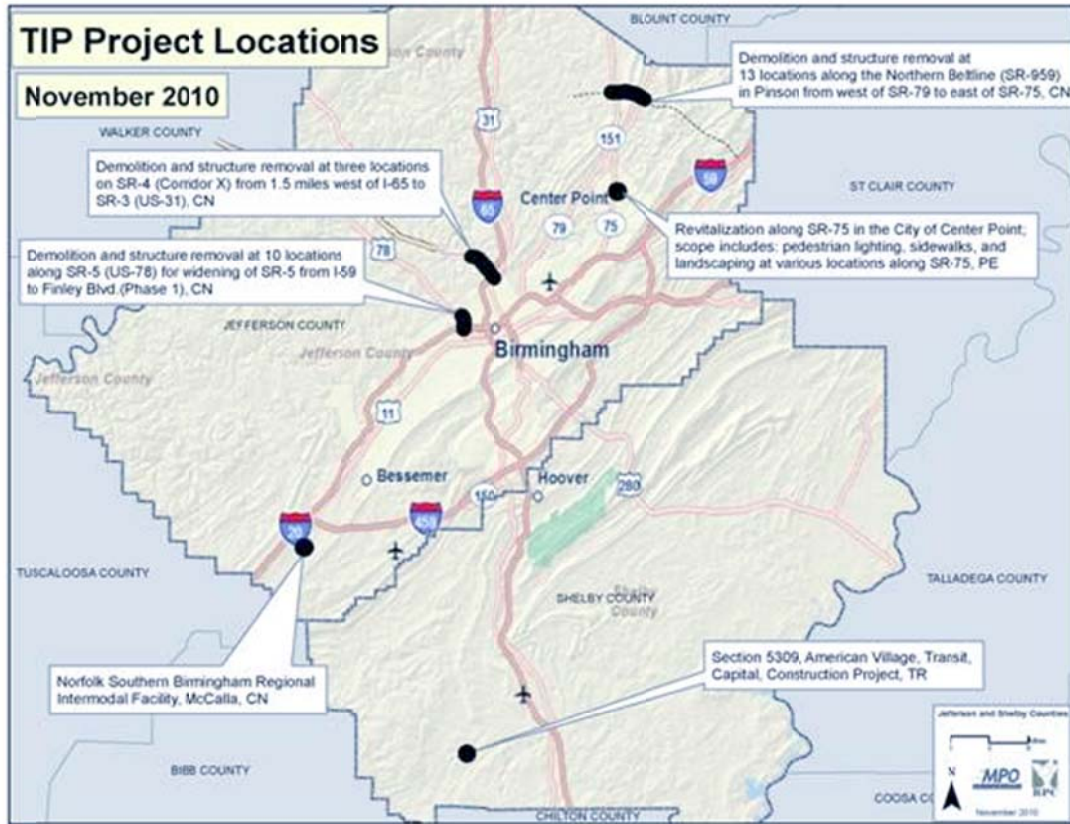 TIP Project Locations
November 2010
BLOUNT COUNTY
Jefferson County
Demolition and structure removal at
13 locations along the Northern Beltline (SR-959)
in Pinson from west of SR-79 to east of SR-75, CN
31
WALKER COUNTY
151
Demolition and structure removal at three locations
on SR-4 (Corridor X) from 1.5 miles west of I-65 to
SR-3 (US-31), CN
59
ST CLAIR COUNTY
65
Center Point
79
75
Revitalization along SR-75 in the City of Center Point;
scope includes: pedestrian lighting, sidewalks, and
landscaping at various locations along SR-75, PE
78
Demolition and structure removal at 10 locations
along SR-5 (US-78) for widening of SR-5 from I-59
to Finley Blvd.(Phase 1), CN
JEFFERSON COUNTY
Birmingham
Jefferson County
Jefferson County
11
Bessemer
Hoover
150
280
459
20
TUSCALOOSA COUNTY
TALLADEGA COUNTY
SHELBY COUNTY
Shelby County
Norfolk Southern Birmingham Regional
Intermodal Facility, McCalla, CN
Section 5309, American Village, Transit,
Capital, Construction Project, TR
BIBB COUNTY
CHILTON COUNTY
COOSA
Jefferson and Shelby Counties
N
MPO
RPC
November 2010